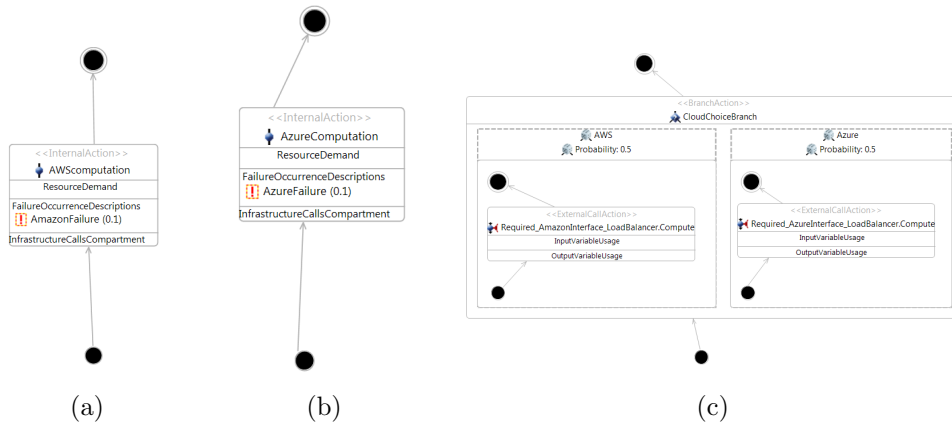 <<InternalAction>>
AWScomputation
ResourceDemand
FailureOccurrenceDescriptions
AmazonFailure (0.1)
InfrastructureCallsCompartment
(a)
<<InternalAction>>
AzureComputation
ResourceDemand
FailureOccurrenceDescriptions
AzureFailure (0.1)
InfrastructureCallsCompartment
(b)
<<BranchAction>>
CloudChoiceBranch
AWS
Probability: 0.5
<<ExternalCallAction>>
Required_AmazonInterface_LoadBalancer.Compute
InputVariableUsage
OutputVariableUsage
Azure
Probability: 0.5
<<ExternalCallAction>>
Required_AzureInterface_LoadBalancer.Compute
InputVariableUsage
OutputVariableUsage
(c)